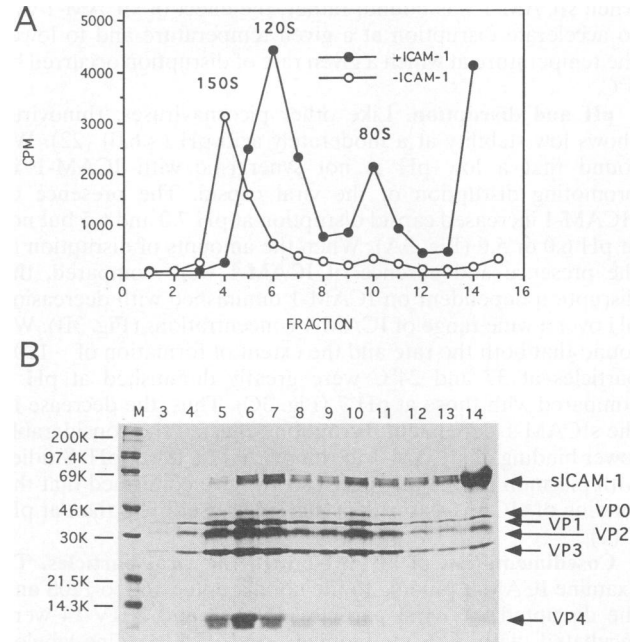 A
5000
4000
3000
2000
1000
0
CPM
150S
120S
80S
+ICAM-1
-ICAM-1
0 2 4 6 8 10 12 14 16
FRACTION
B
M 3 4 5 6 7 8 9 10 11 12 13 14
200K
97.4K
69K
46K
30K
21.5K
14.3K
sICAM-1
VP0
VP1
VP2
VP3
VP4